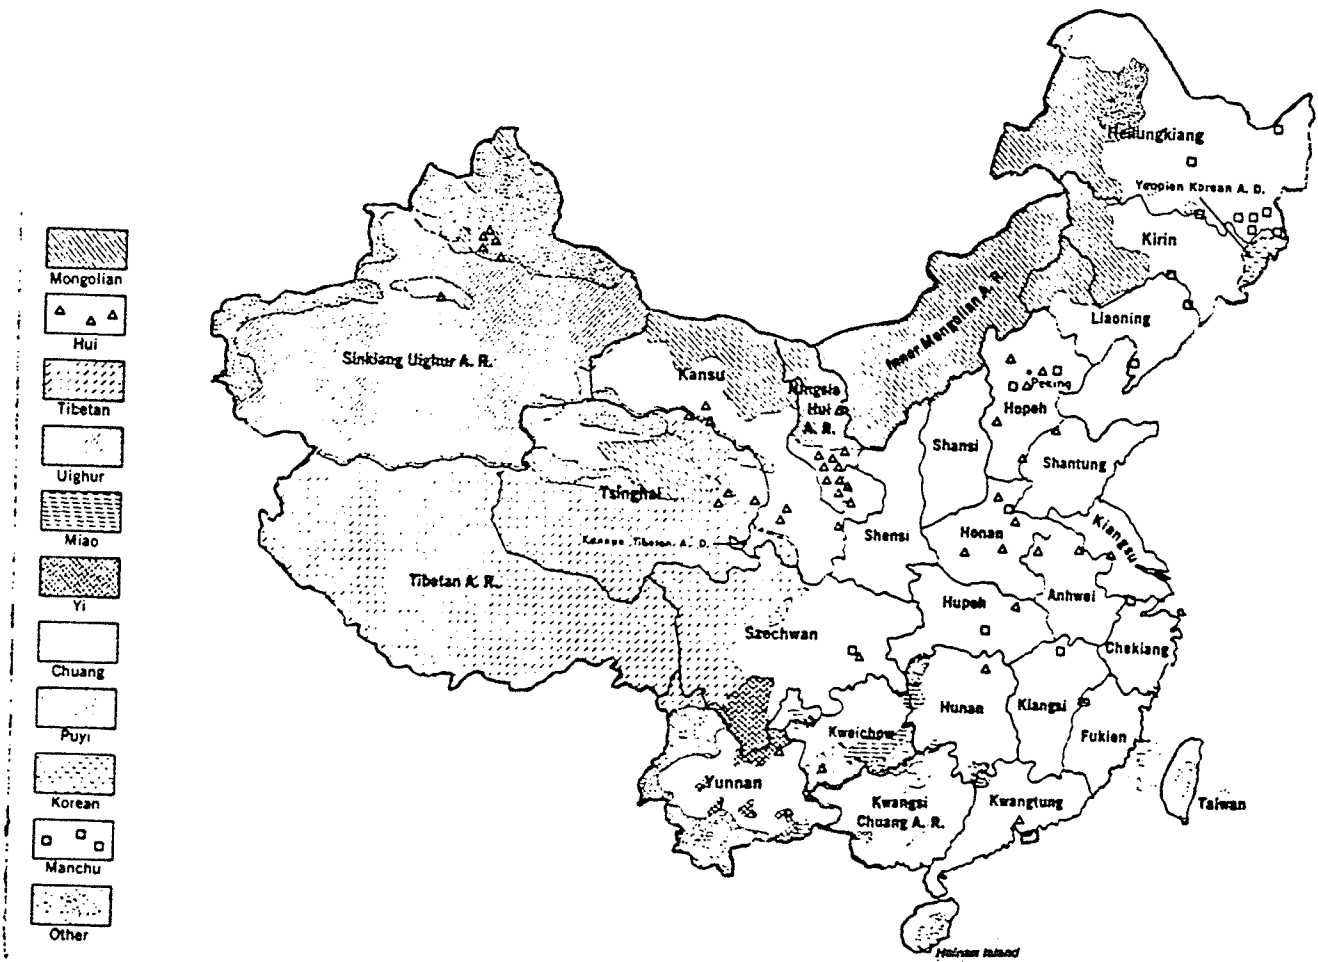 Mongolian
Hui
Tibetan
Uighur
Miao
Yi
Chuang
Puyi
Korean
Manchu
Other
Heilungkiang
Yenpien Korean A. D.
Kirin
Liaoning
Inner Mongolian A. R.
Sinkiang Uighur A. R.
Kansu
Ningsia
Hui
A. R.
Peking
Hopeh
Shansi
Shantung
Tsinghai
Shensi
Honan
Kiangsu
Kannan Tibetan A. D.
Tibetan A. R.
Anhwei
Hupeh
Szechwan
Chekiang
Hunan
Kiangsi
Kweichow
Fukien
Yunnan
Kwangsi
Chuang A. R.
Kwangtung
Taiwan
Hainan Island